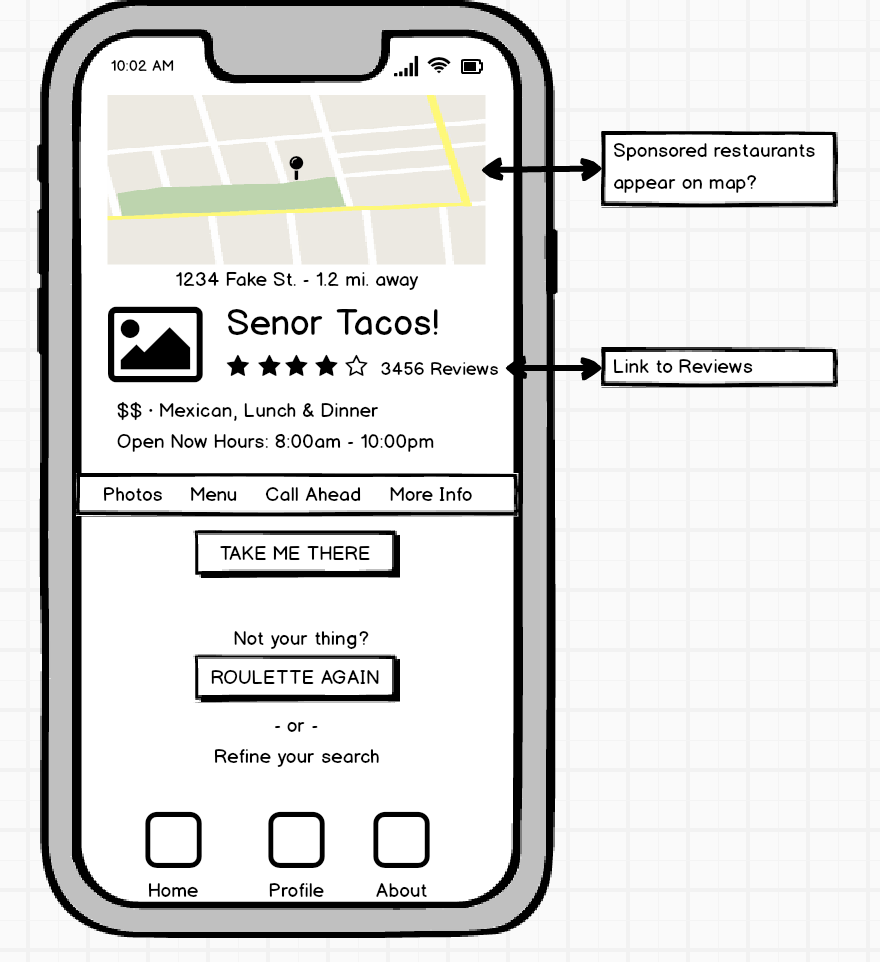 10:02 AM
Sponsored restaurants
appear on map?
1234 Fake St. - 1.2 mi. away
Senor Tacos!
3456 Reviews
Link to Reviews
$$ · Mexican, Lunch & Dinner
Open Now Hours: 8:00am - 10:00pm
Photos Menu Call Ahead More Info
TAKE ME THERE
Not your thing?
ROULETTE AGAIN
- or -
Refine your search
Home Profile About